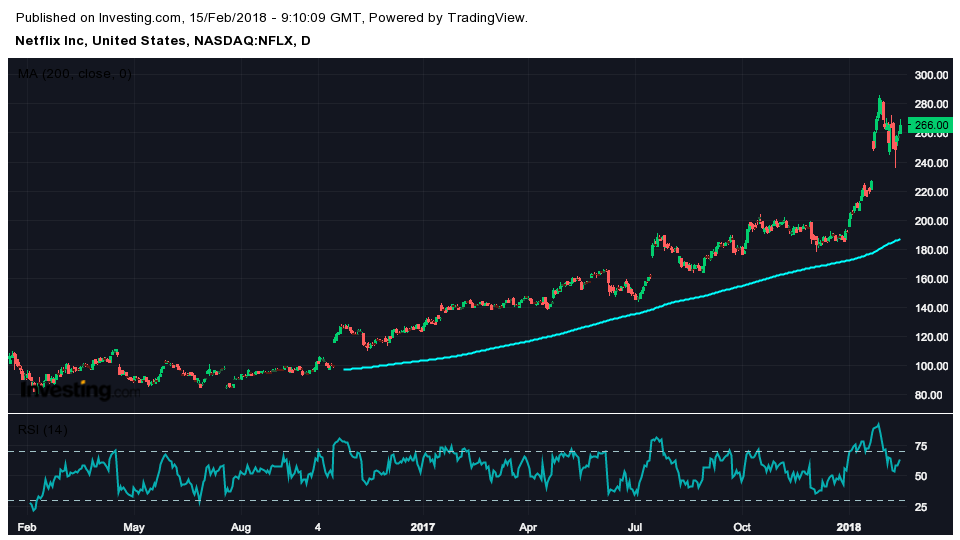 Published on Investing.com, 15/Feb/2018 - 9:10:09 GMT, Powered by TradingView.
Netflix Inc, United States, NASDAQ:NFLX, D
MA (200, close, 0)
300.00
280.00
266.00
260.00
240.00
220.00
200.00
180.00
160.00
140.00
120.00
100.00
80.00
Investing.com
RSI (14)
75
50
25
Feb May Aug 4 2017 Apr Jul Oct 2018